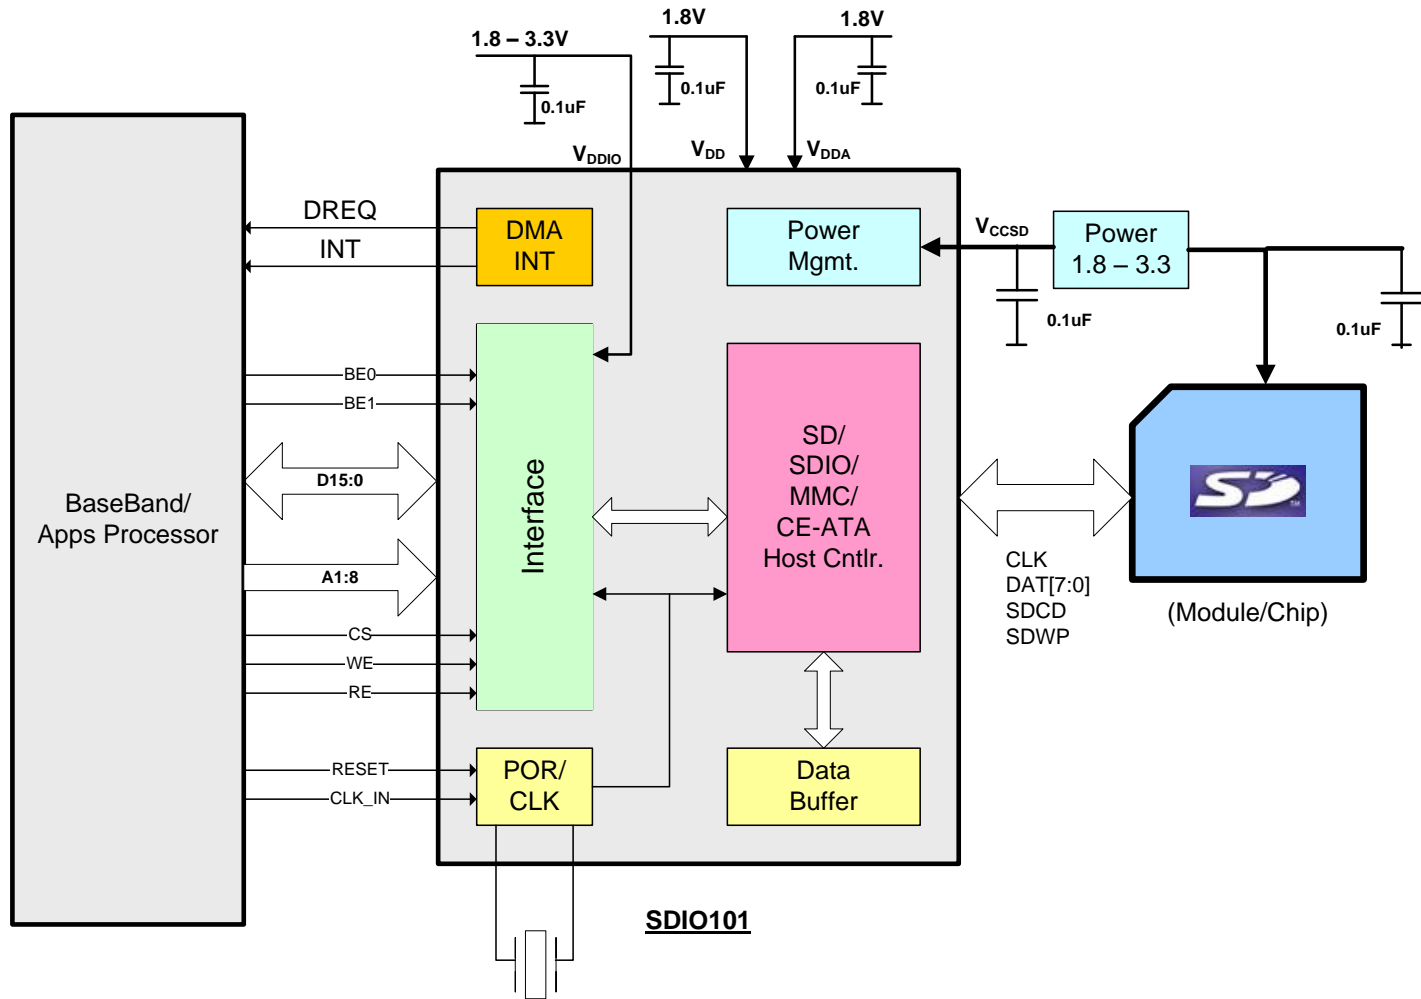 1.8V
1.8V
1.8 – 3.3V
0.1uF
0.1uF
0.1uF
VDDIO
VDD
VDDA
DREQ
INT
DMA
INT
Power
Mgmt.
VCCSD
Power
1.8 – 3.3
0.1uF
0.1uF
BE0
BE1
D15:0
BaseBand/
Apps Processor
A1:8
Interface
SD/
SDIO/
MMC/
CE-ATA
Host Cntlr.
SD
TM
CLK
DAT[7:0]
SDCD
SDWP
(Module/Chip)
CS
WE
RE
RESET
CLK_IN
POR/
CLK
Data
Buffer
SDIO101